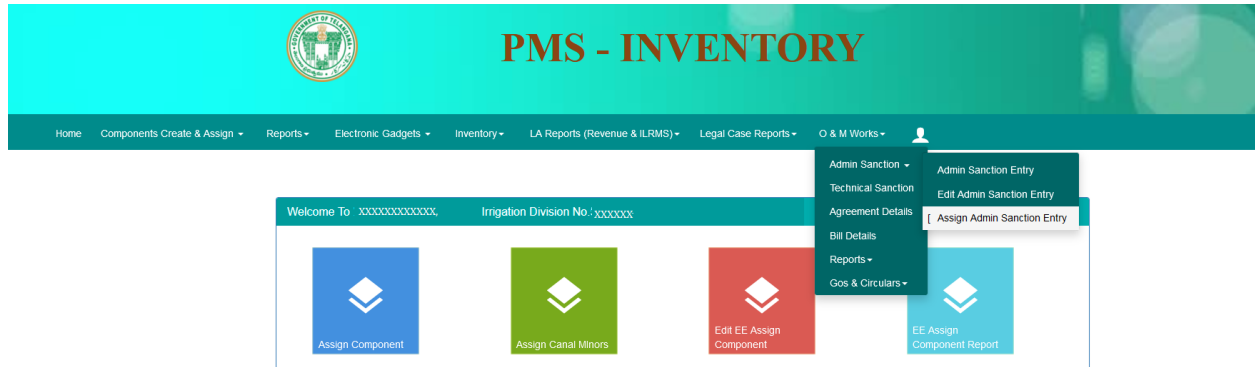 GOVERNMENT OF TELANGANA
PMS - INVENTORY
Home Components Create & Assign Reports Electronic Gadgets Inventory LA Reports (Revenue & ILRMS) Legal Case Reports O & M Works
Admin Sanction
Technical Sanction
Agreement Details
Bill Details
Reports
Gos & Circulars
Admin Sanction Entry
Edit Admin Sanction Entry
[ Assign Admin Sanction Entry
Welcome To XXXXXXXXXXXX, Irrigation Division No. XXXXXX
Assign Component
Assign Canal MInors
Edit EE Assign
Component
EE Assign
Component Report